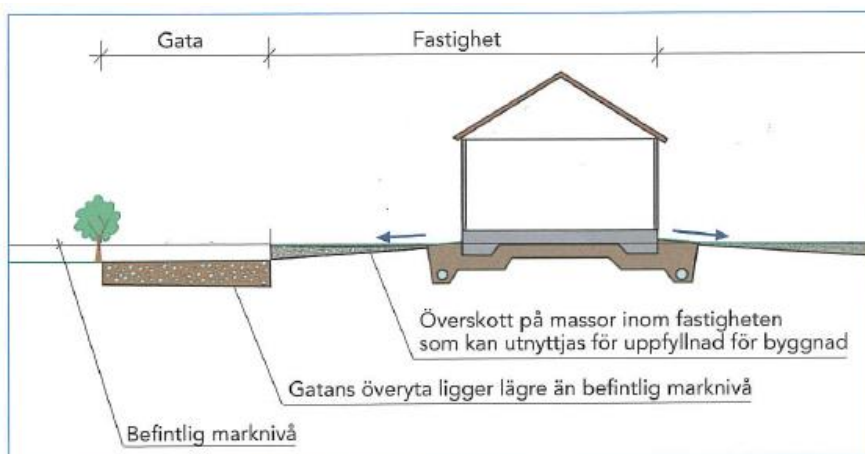 Gata
Fastighet
Överskott på massor inom fastigheten
som kan utnyttjas för uppfyllnad för byggnad
Gatans överyta ligger lägre än befintlig marknivå
Befintlig marknivå